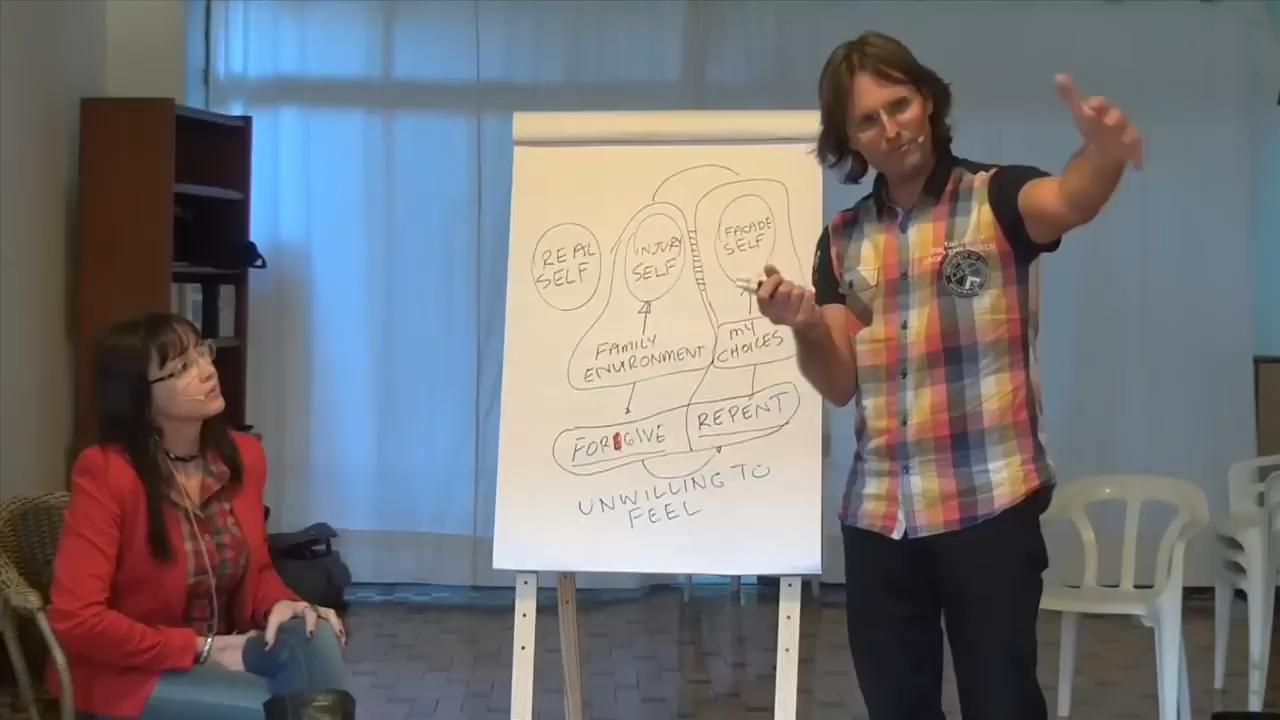 REAL
SELF
INJURY
SELF
FACADE
SELF
FAMILY
ENVIRONMENT
MY
CHOICES
FORGIVE
REPENT
UNWILLING TO
FEEL